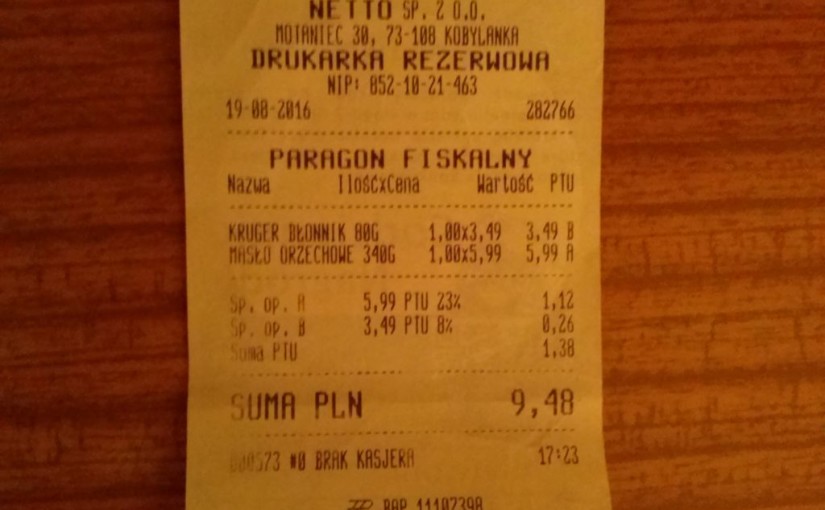 NETTO SP. Z O.O.
MOTANIEC 30, 73-108 KOBYLANKA
DRUKARKA REZERWOWA
NIP: 852-10-21-463
19-08-2016 282766
PARAGON FISKALNY
Nazwa IlośćxCena Wartość PTU
KRUGER BŁONNIK 80G 1,00x3,49 3,49 B
MASŁO ORZECHOWE 340G 1,00x5,99 5,99 A
Sp. op. A 5,99 PTU 23% 1,12
Sp. op. B 3,49 PTU 8% 0,26
Suma PTU 1,38
SUMA PLN 9,48
#0 BRAK KASJERA 17:23
BAP 11107398